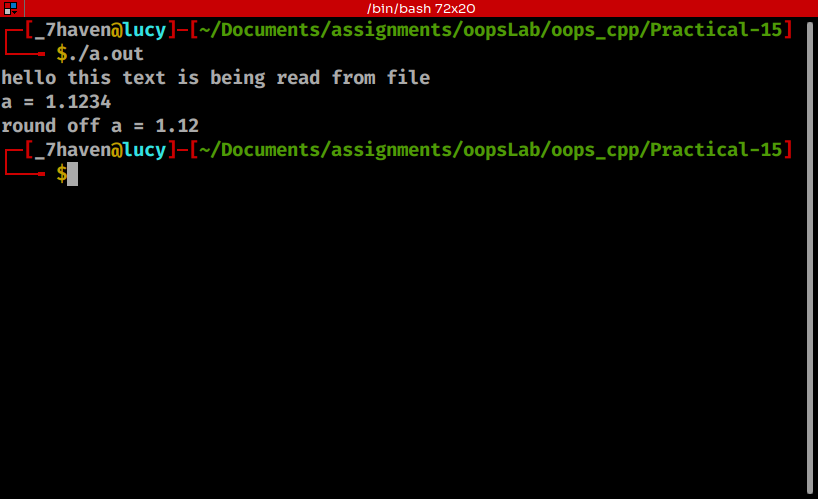 /bin/bash 72x20
┌─[_7haven@lucy]─[~/Documents/assignments/oopsLab/oops_cpp/Practical-15]
└──╼ $./a.out
hello this text is being read from file
a = 1.1234
round off a = 1.12
┌─[_7haven@lucy]─[~/Documents/assignments/oopsLab/oops_cpp/Practical-15]
└──╼ $